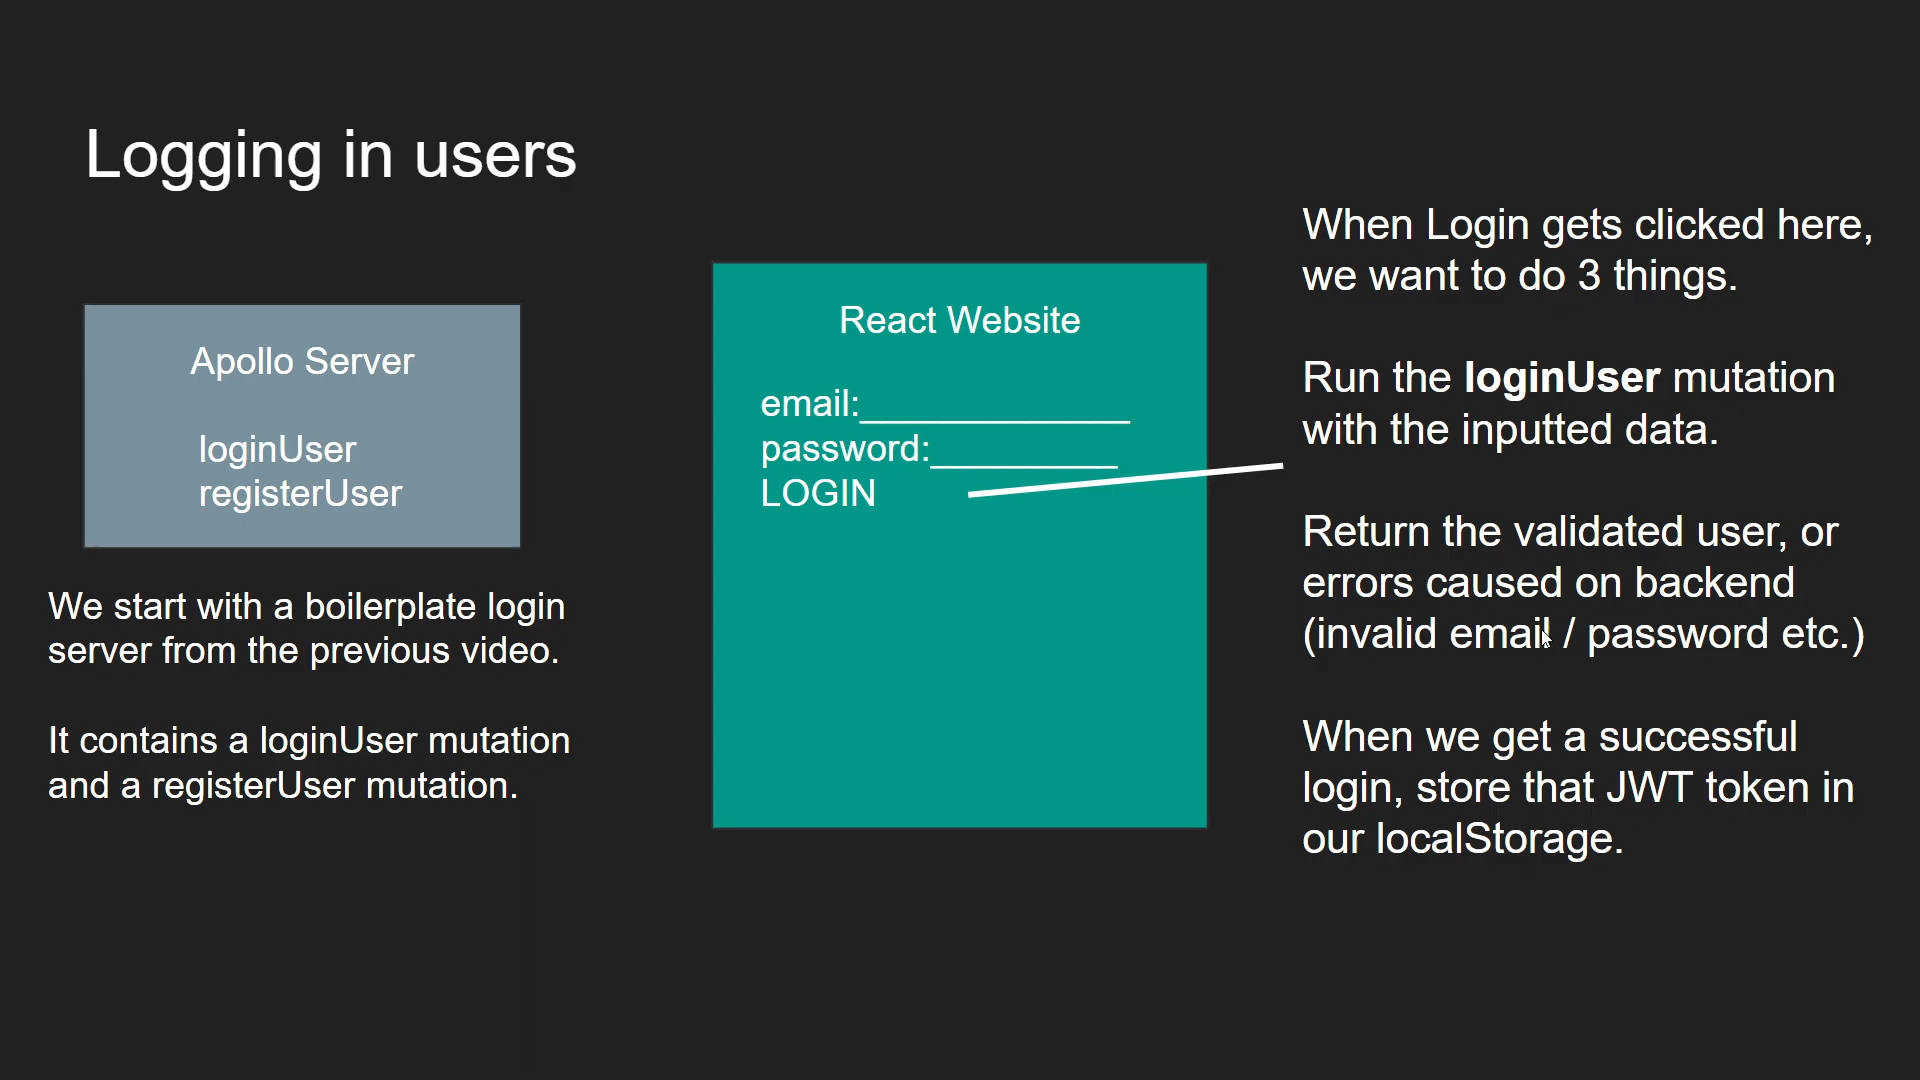 Logging in users
Apollo Server
loginUser
registerUser
We start with a boilerplate login
server from the previous video.
It contains a loginUser mutation
and a registerUser mutation.
React Website
email:_____________
password:_________
LOGIN
When Login gets clicked here,
we want to do 3 things.
Run the loginUser mutation
with the inputted data.
Return the validated user, or
errors caused on backend
(invalid email / password etc.)
When we get a successful
login, store that JWT token in
our localStorage.